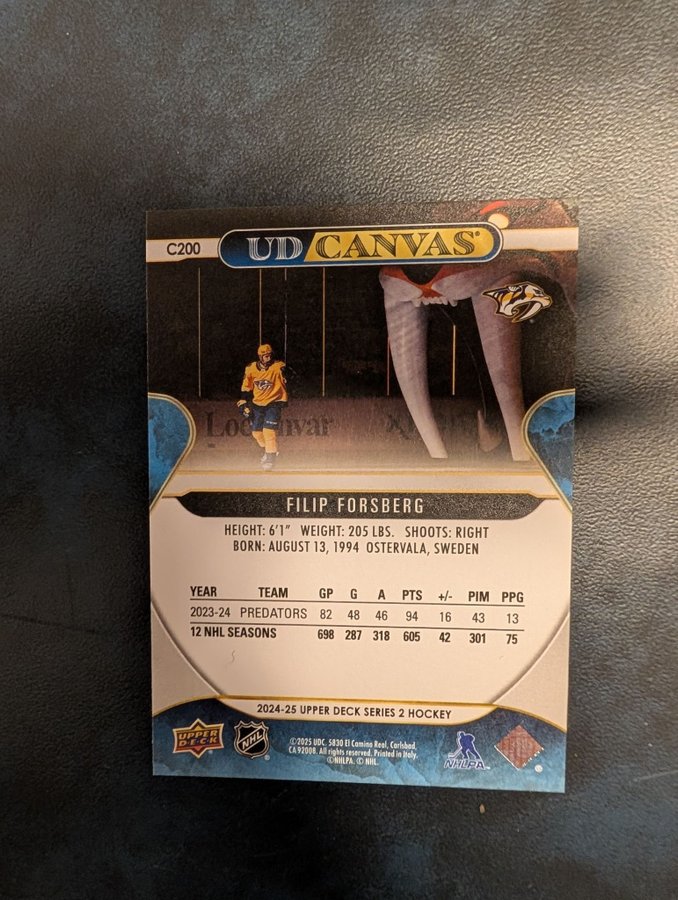 C200
UD CANVAS
FILIP FORSBERG
HEIGHT: 6'1" WEIGHT: 205 LBS. SHOOTS: RIGHT
BORN: AUGUST 13, 1994 OSTERVALA, SWEDEN
YEAR TEAM GP G A PTS +/- PIM PPG
2023-24 PREDATORS 82 48 46 94 16 43 13
12 NHL SEASONS 698 287 318 605 42 301 75
2024-25 UPPER DECK SERIES 2 HOCKEY
UPPER DECK
NHL
©2025 UDC. 5830 El Camino Real, Carlsbad,
CA 92008. All rights reserved. Printed in Italy.
©NHLPA. © NHL.
NHLPA